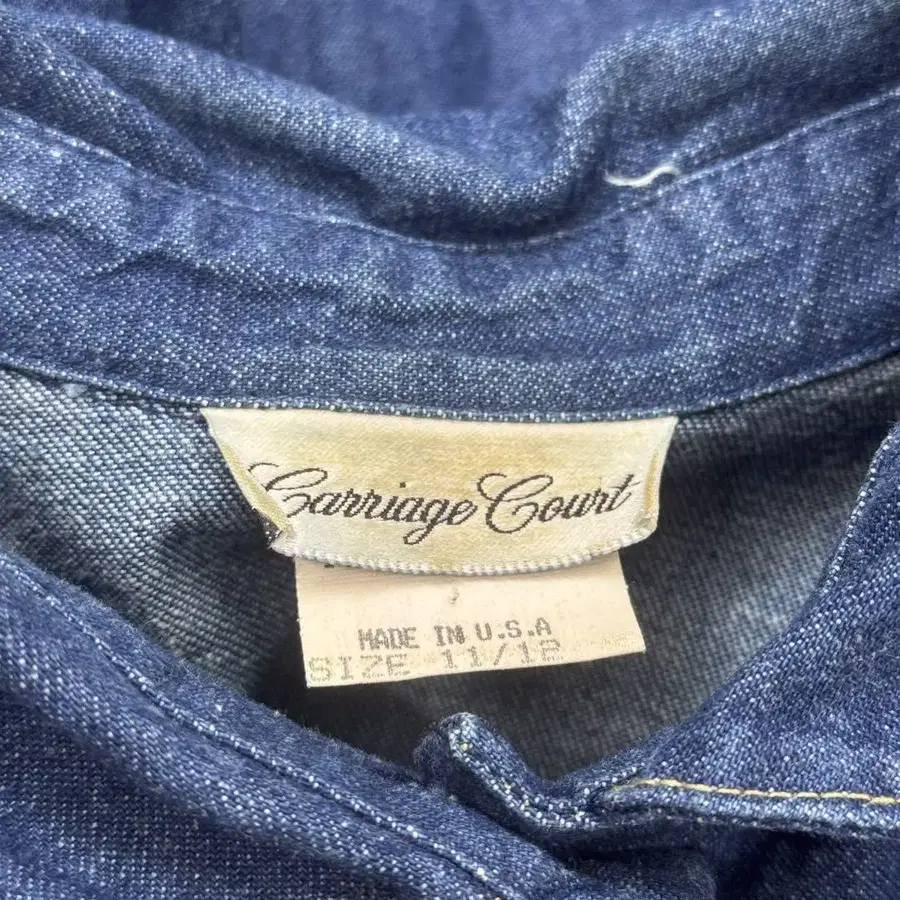 Carriage Court
MADE IN U.S.A
SIZE 11/12